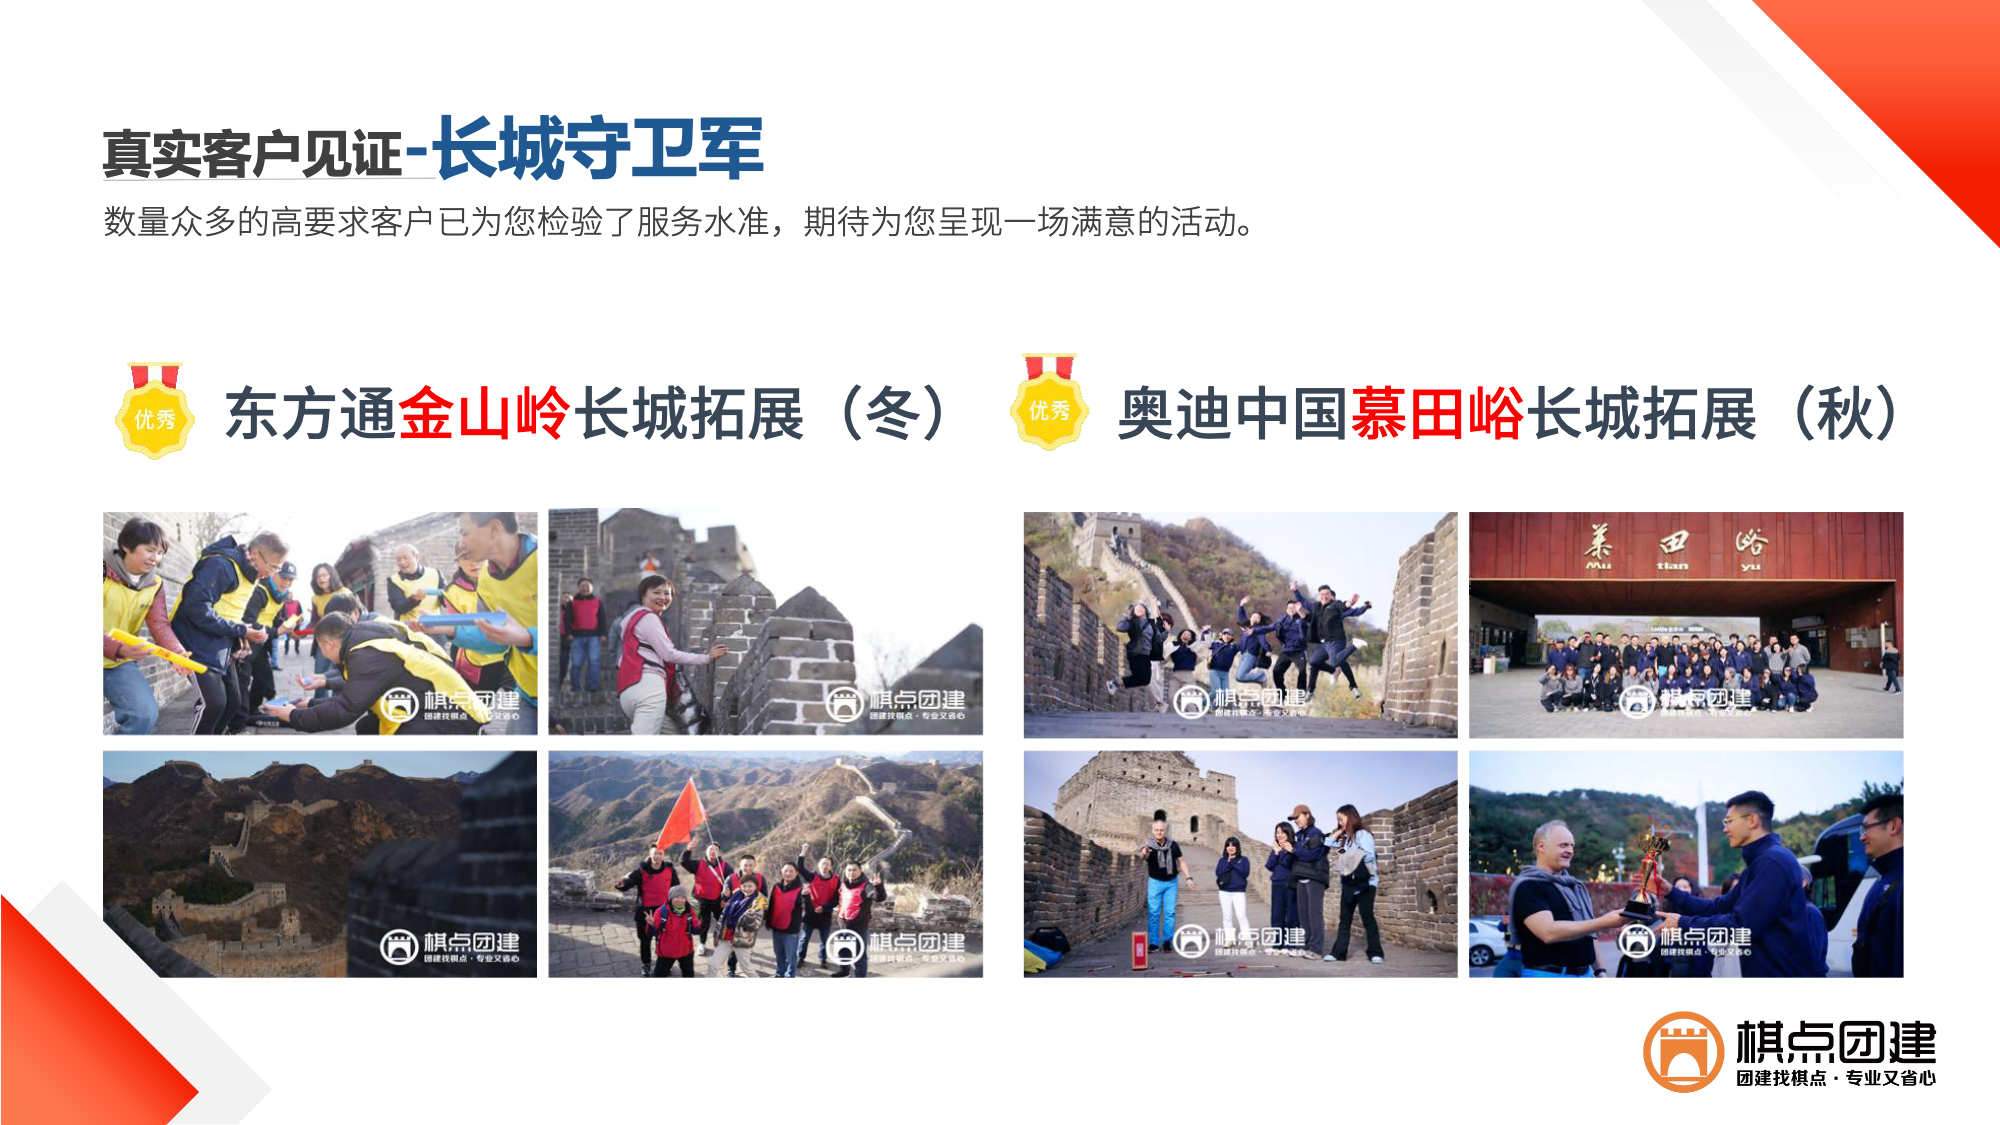 真实客户见证-长城守卫军
数量众多的高要求客户已为您检验了服务水准，期待为您呈现一场满意的活动。
优秀
东方通金山岭长城拓展（冬）
优秀
奥迪中国慕田峪长城拓展（秋）
棋点团建
团建找棋点·专业又省心
棋点团建
团建找棋点·专业又省心
棋点团建
团建找棋点·专业又省心
慕田峪
Mu tian yu
棋点团建
团建找棋点·专业又省心
棋点团建
团建找棋点·专业又省心
棋点团建
团建找棋点·专业又省心
棋点团建
团建找棋点·专业又省心
棋点团建
团建找棋点·专业又省心
棋点团建
团建找棋点·专业又省心